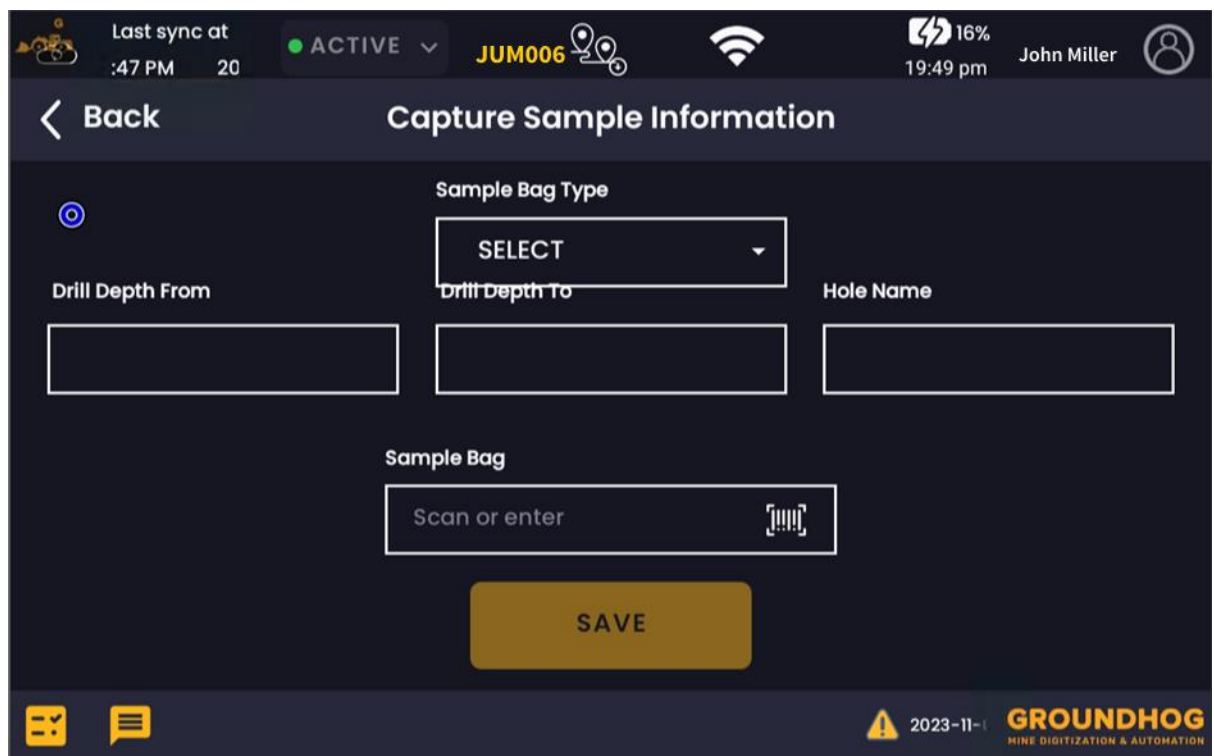 G
Last sync at
:47 PM 20
ACTIVE
JUM006
16%
19:49 pm
John Miller
Back
Capture Sample Information
Sample Bag Type
SELECT
Drill Depth From
Drill Depth To
Hole Name
Sample Bag
Scan or enter
SAVE
2023-11-
GROUNDHOG
MINE DIGITIZATION & AUTOMATION